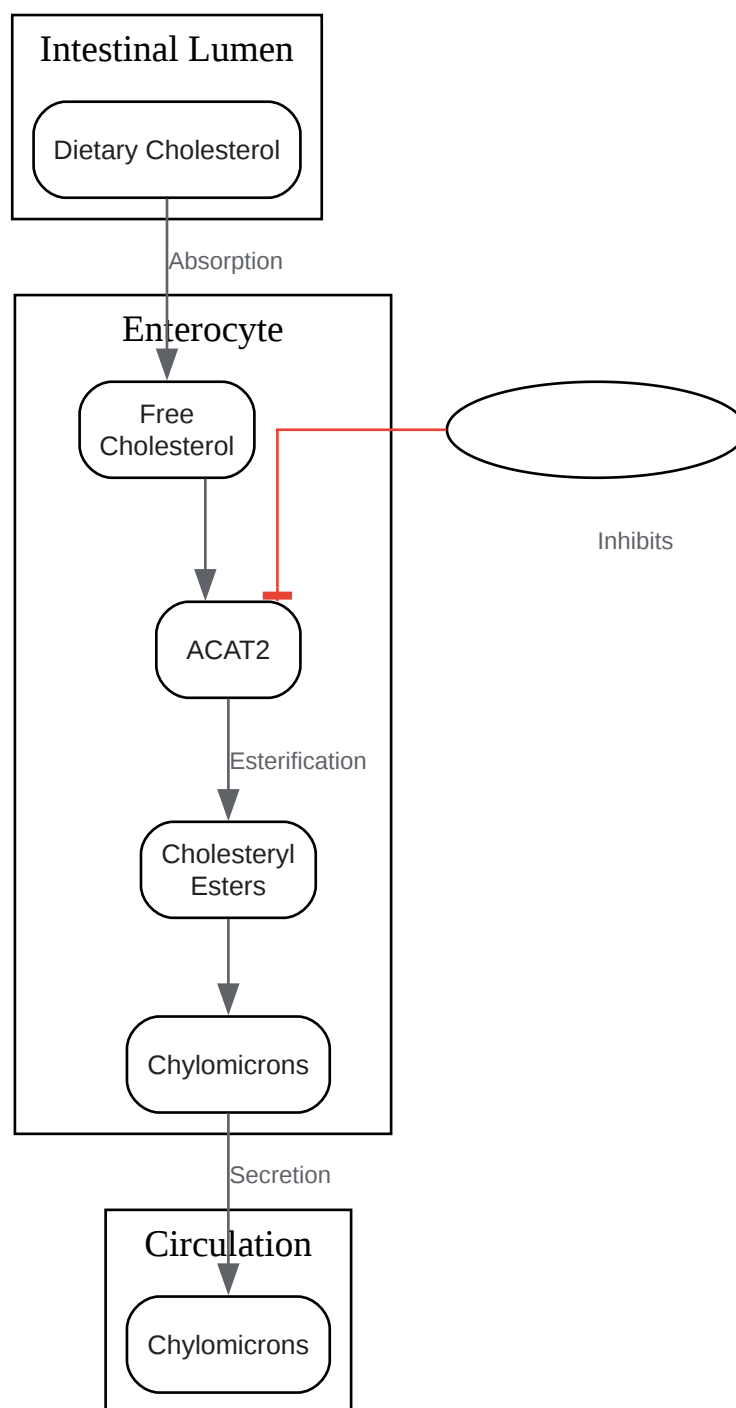 Intestinal Lumen
Dietary Cholesterol
Absorption
Enterocyte
Free
Cholesterol
Inhibits
ACAT2
Esterification
Cholesteryl
Esters
Chylomicrons
Secretion
Circulation
Chylomicrons